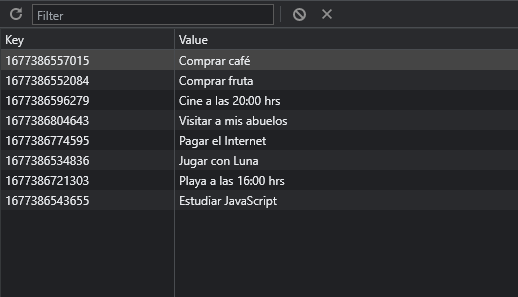 Filter
Key Value
1677386557015 Comprar café
1677386552084 Comprar fruta
1677386596279 Cine a las 20:00 hrs
1677386804643 Visitar a mis abuelos
1677386774595 Pagar el Internet
1677386534836 Jugar con Luna
1677386721303 Playa a las 16:00 hrs
1677386543655 Estudiar JavaScript